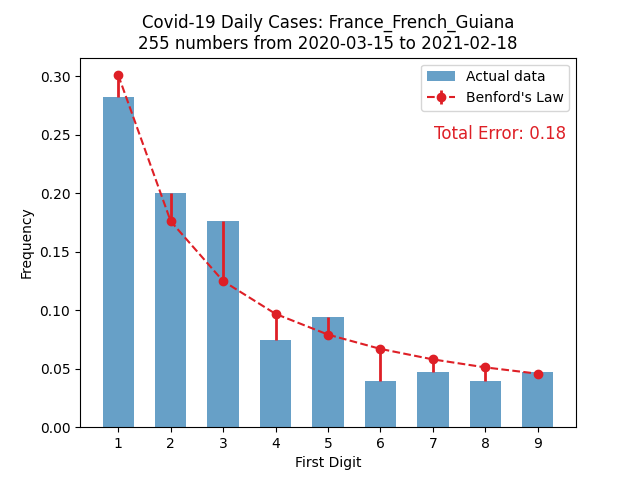 Covid-19 Daily Cases: France_French_Guiana
255 numbers from 2020-03-15 to 2021-02-18
Actual data
Benford's Law
Total Error: 0.18
Frequency
0.30
0.25
0.20
0.15
0.10
0.05
0.00
1 2 3 4 5 6 7 8 9
First Digit